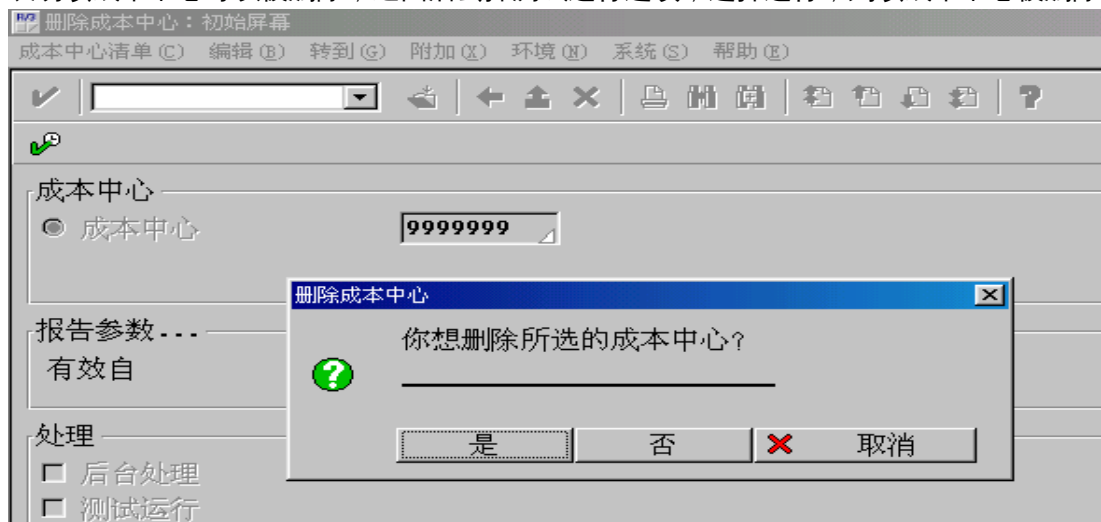 删除成本中心：初始屏幕
成本中心清单(C) 编辑(B) 转到(G) 附加(X) 环境(N) 系统(S) 帮助(E)
成本中心
成本中心 9999999
删除成本中心
你想删除所选的成本中心?
是 否 取消
报告参数...
有效自
处理
后台处理
测试运行